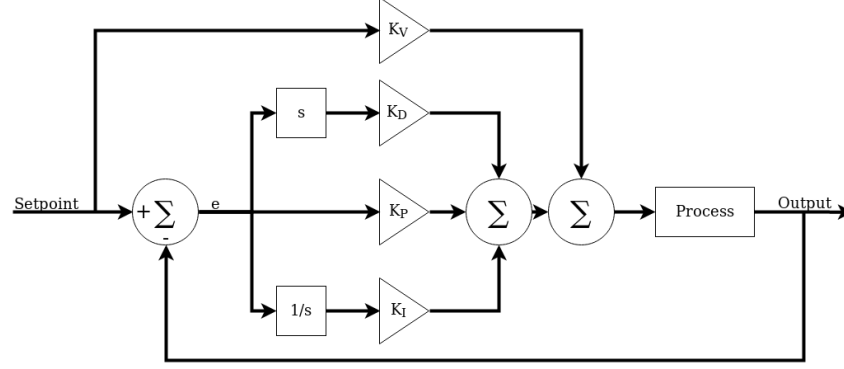 K_V
s
K_D
Setpoint
+ Σ
-
e
K_P
Σ
Σ
Process
Output
1/s
K_I